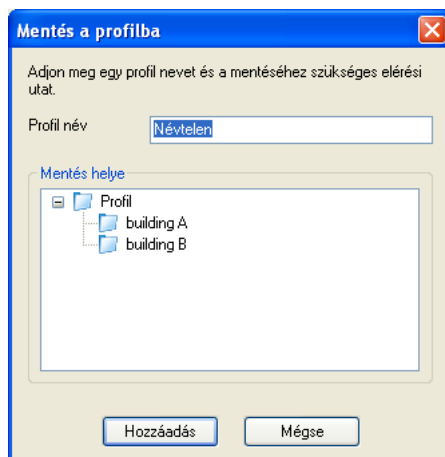 Mentés a profilba
Adjon meg egy profil nevet és a mentéséhez szükséges elérési
utat.
Profil név
Névtelen
Mentés helye
Profil
building A
building B
Hozzáadás
Mégse